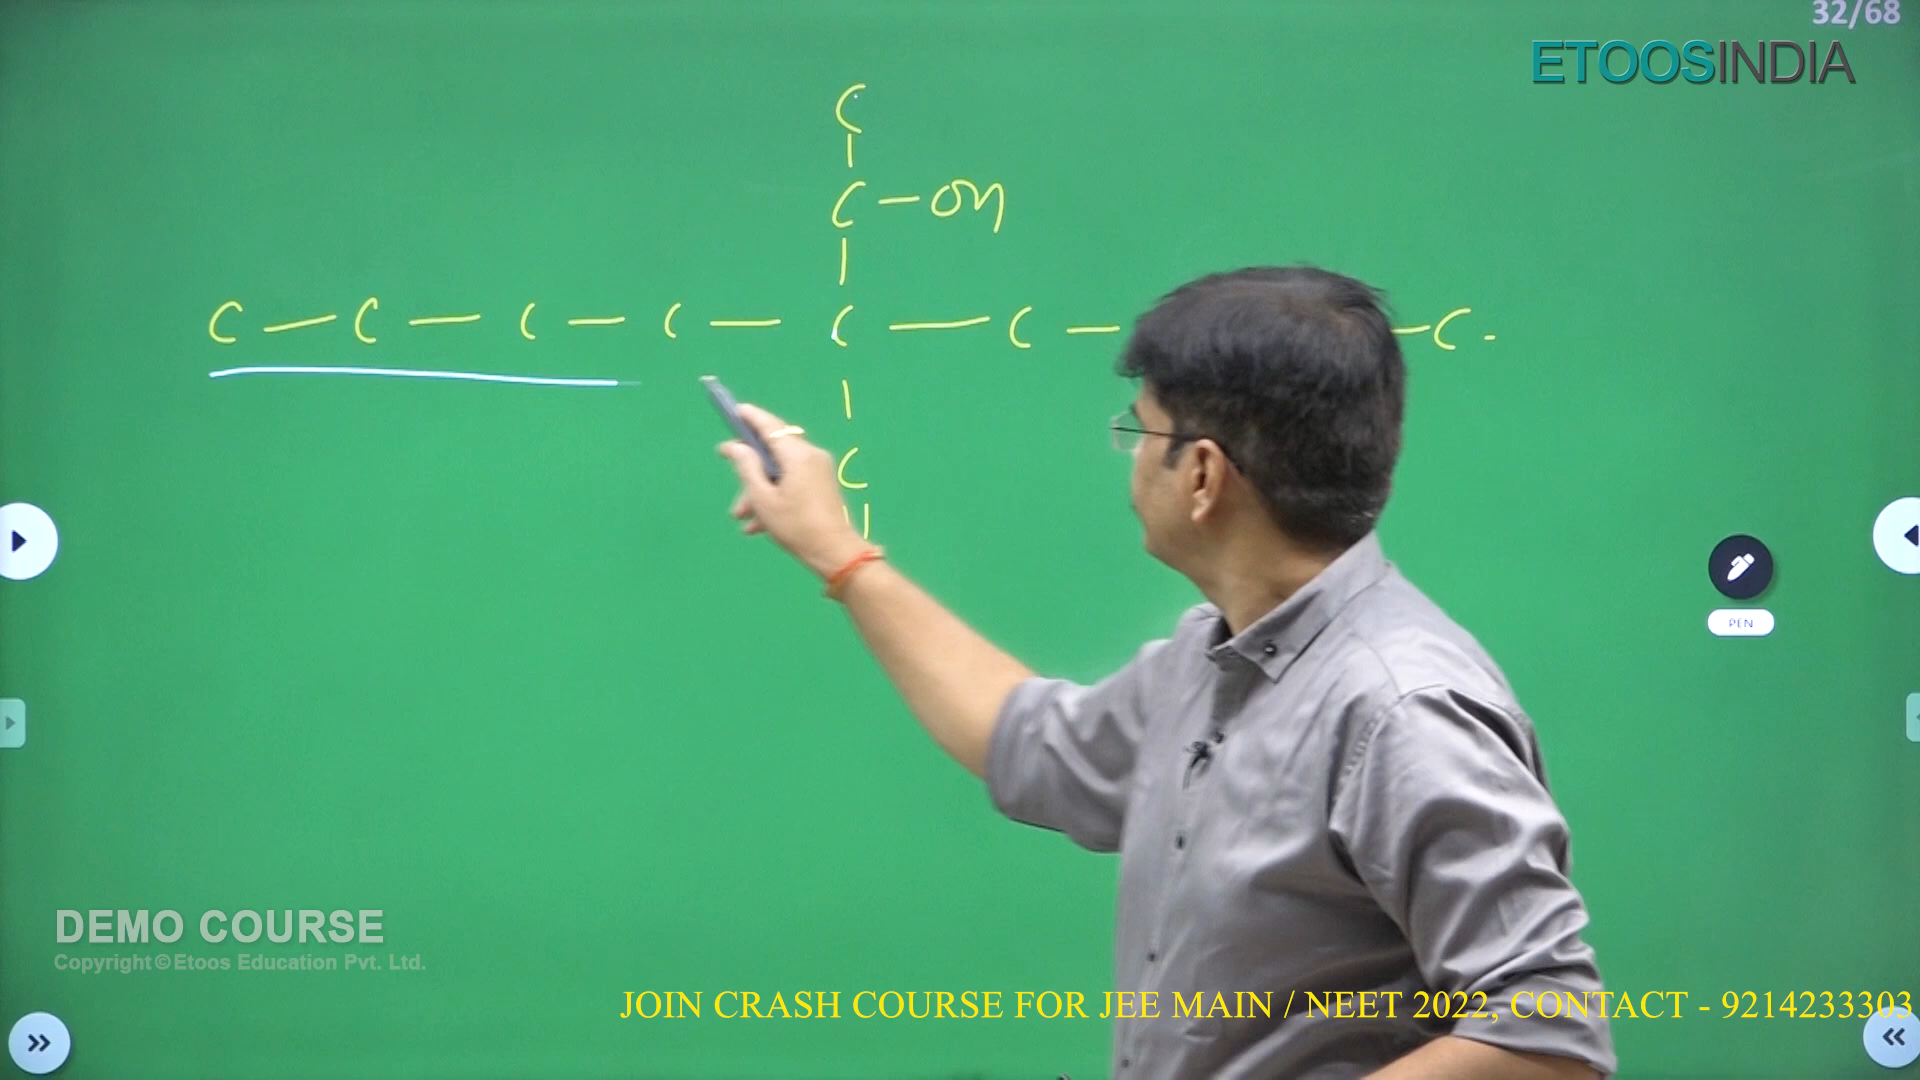 32/68
ETOOSINDIA
C
C — OH
C — C — C — C — C — C — — C
C
PEN
DEMO COURSE
Copyright © Etoos Education Pvt. Ltd.
JOIN CRASH COURSE FOR JEE MAIN / NEET 2022, CONTACT - 9214233303